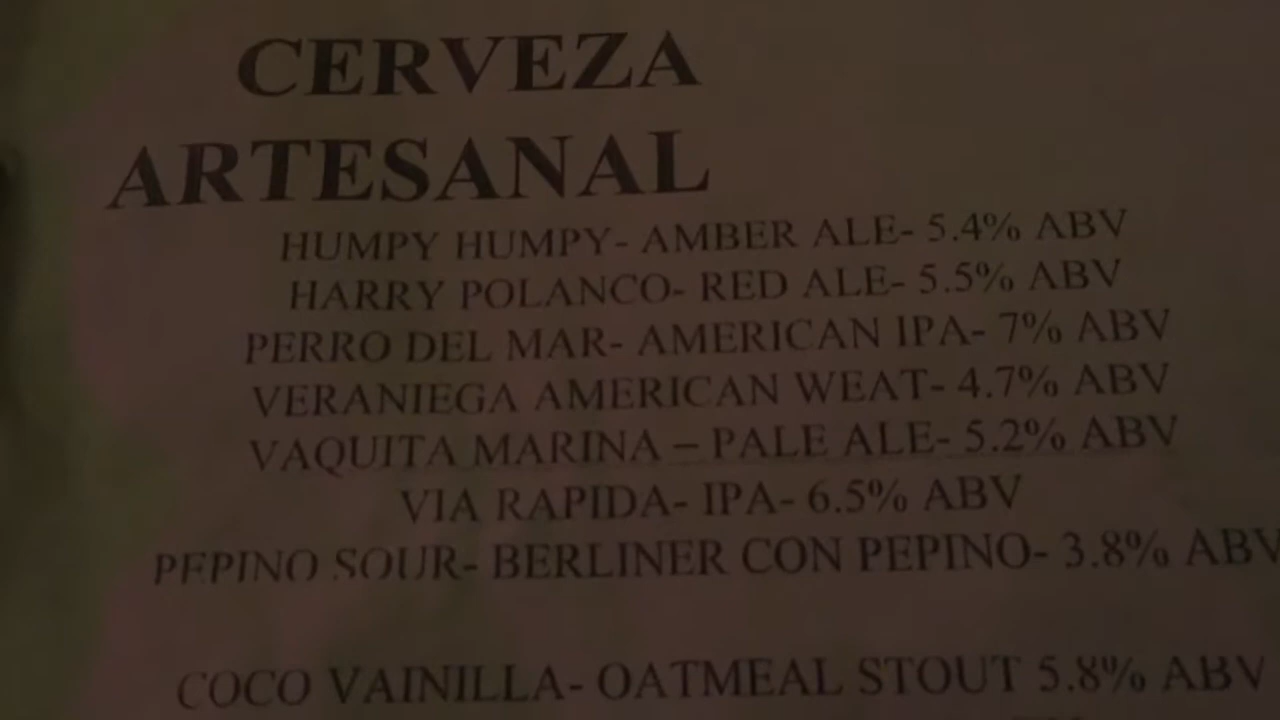 CERVEZA
ARTESANAL
HUMPY HUMPY- AMBER ALE- 5.4% ABV
HARRY POLANCO- RED ALE- 5.5% ABV
PERRO DEL MAR- AMERICAN IPA- 7% ABV
VERANIEGA AMERICAN WEAT- 4.7% ABV
VAQUITA MARINA – PALE ALE- 5.2% ABV
VIA RAPIDA- IPA- 6.5% ABV
PEPINO SOUR- BERLINER CON PEPINO- 3.8% ABV
COCO VAINILLA- OATMEAL STOUT 5.8% ABV